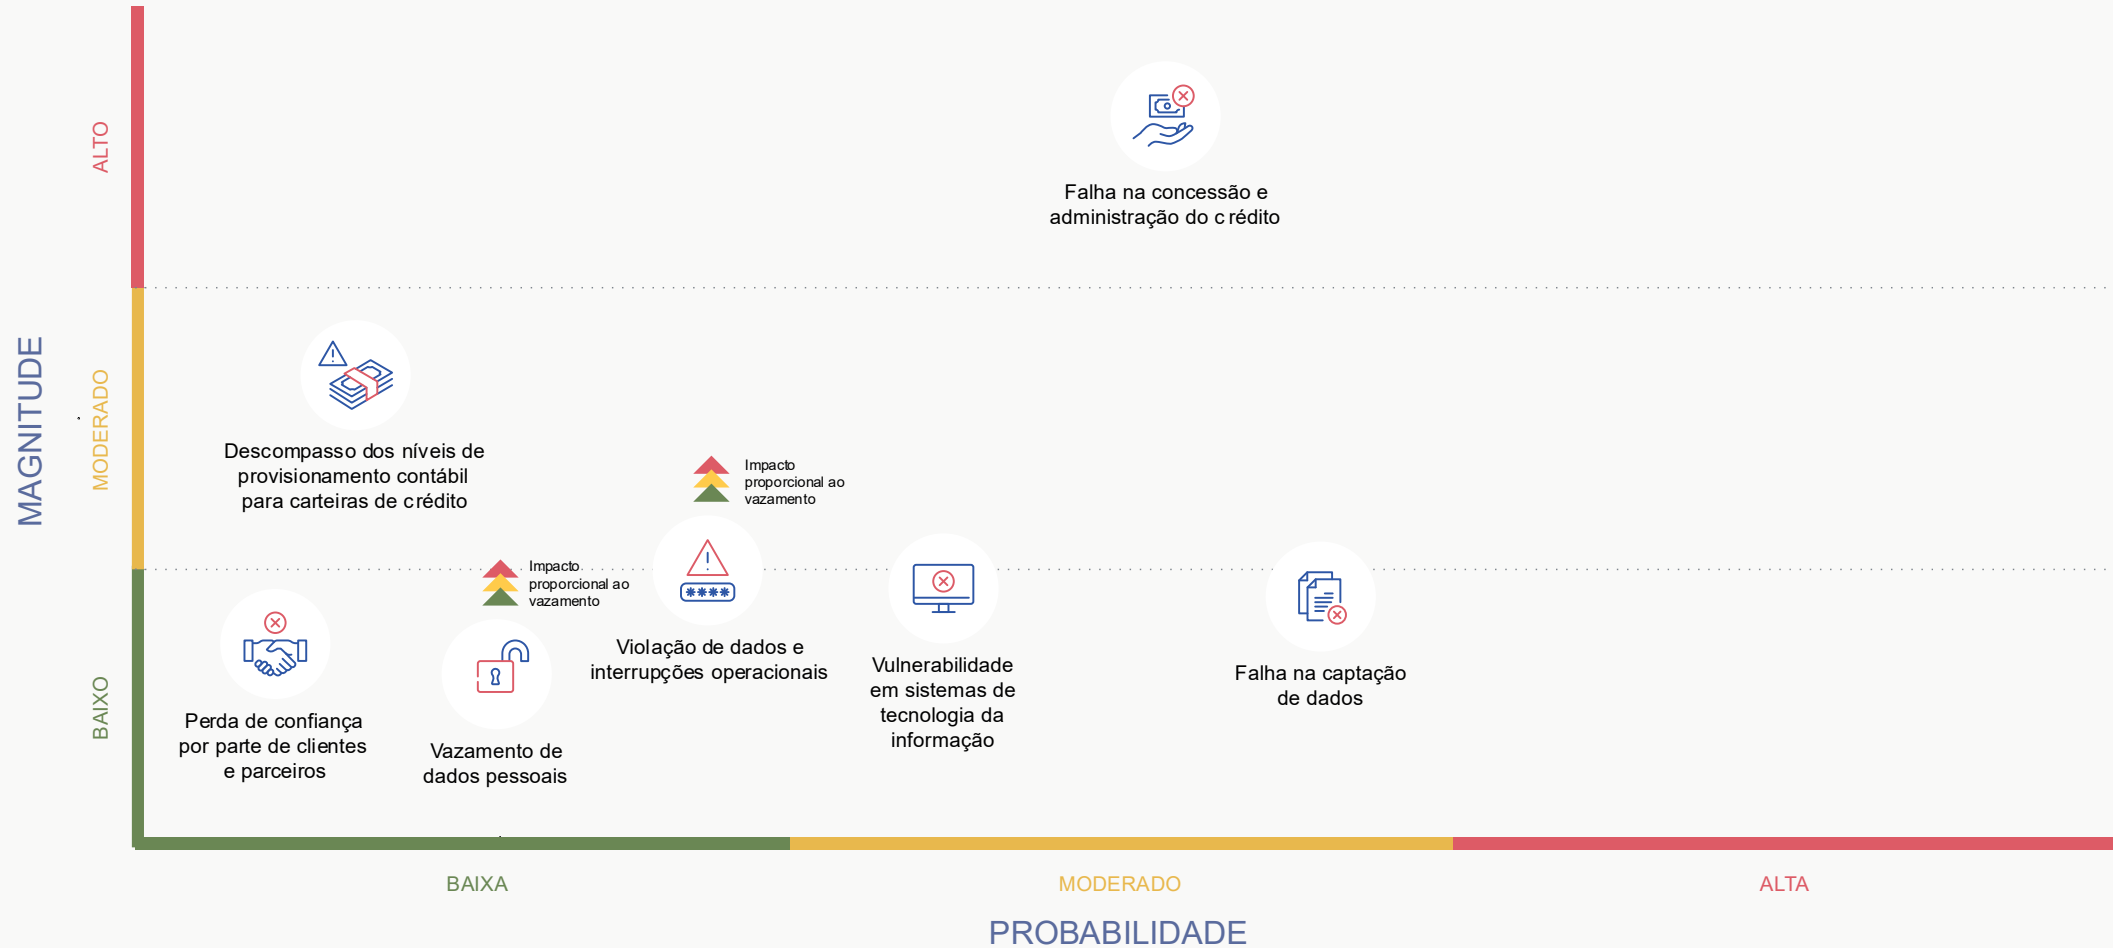 MAGNITUDE
ALTO
MODERADO
BAIXO
Falha na concessão e
administração do crédito
Descompasso dos níveis de
provisionamento contábil
para carteiras de crédito
Impacto
proporcional ao
vazamento
Impacto
proporcional ao
vazamento
****
Violação de dados e
interrupções operacionais
Vulnerabilidade
em sistemas de
tecnologia da
informação
Falha na captação
de dados
Perda de confiança
por parte de clientes
e parceiros
Vazamento de
dados pessoais
BAIXA
MODERADO
ALTA
PROBABILIDADE